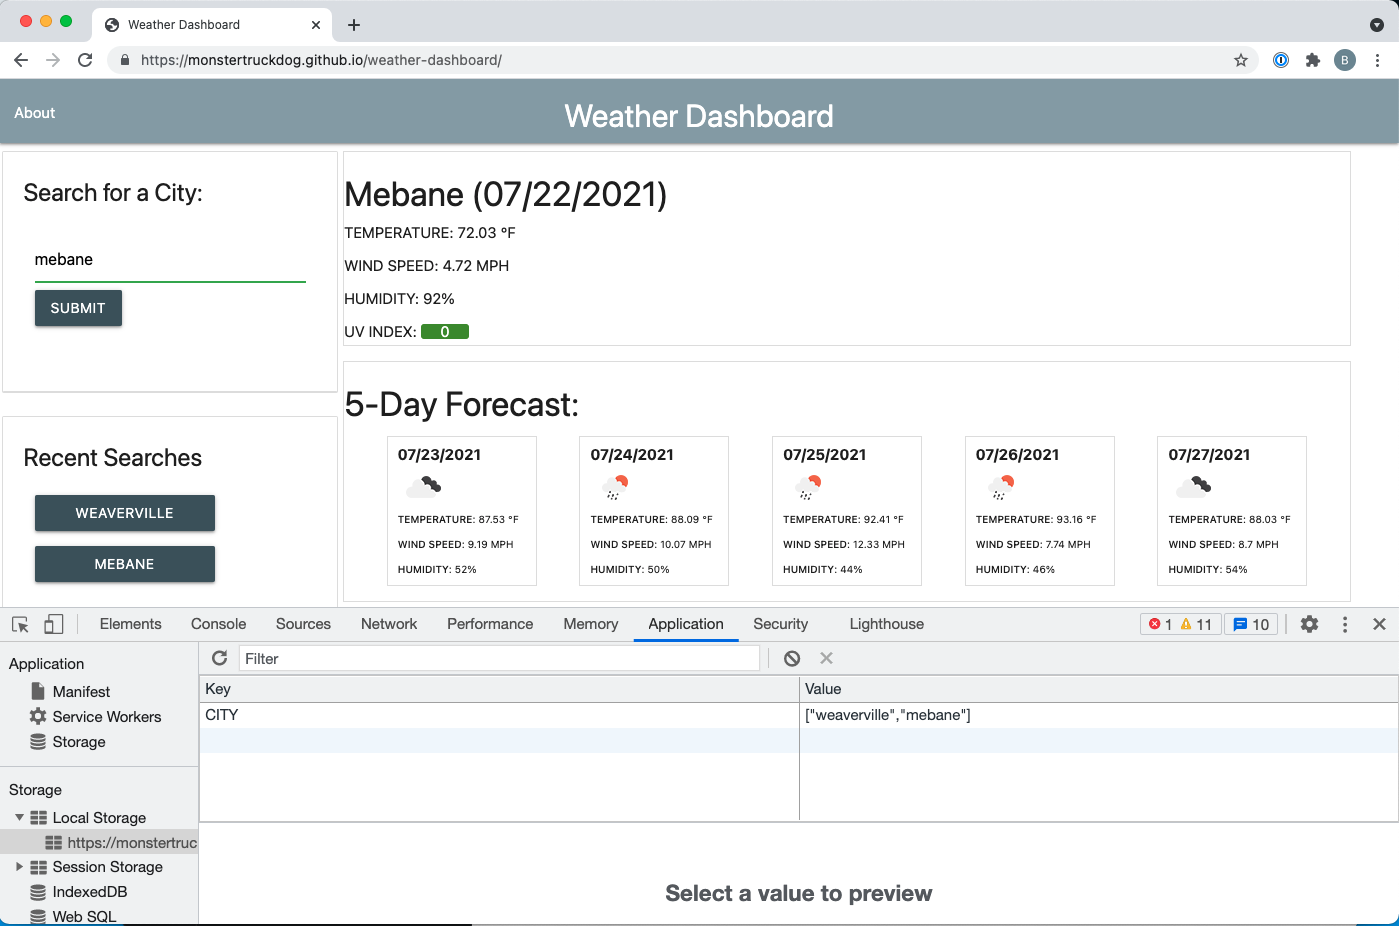 Weather Dashboard
https://monstertruckdog.github.io/weather-dashboard/
B
About
Weather Dashboard
Search for a City:
mebane
SUBMIT
Recent Searches
WEAVERVILLE
MEBANE
Mebane (07/22/2021)
TEMPERATURE: 72.03 °F
WIND SPEED: 4.72 MPH
HUMIDITY: 92%
UV INDEX: 0
5-Day Forecast:
07/23/2021
TEMPERATURE: 87.53 °F
WIND SPEED: 9.19 MPH
HUMIDITY: 52%
07/24/2021
TEMPERATURE: 88.09 °F
WIND SPEED: 10.07 MPH
HUMIDITY: 50%
07/25/2021
TEMPERATURE: 92.41 °F
WIND SPEED: 12.33 MPH
HUMIDITY: 44%
07/26/2021
TEMPERATURE: 93.16 °F
WIND SPEED: 7.74 MPH
HUMIDITY: 46%
07/27/2021
TEMPERATURE: 88.03 °F
WIND SPEED: 8.7 MPH
HUMIDITY: 54%
Elements Console Sources Network Performance Memory Application Security Lighthouse 1 11 10
Application
Manifest
Service Workers
Storage
Storage
Local Storage
https://monstertruc
Session Storage
IndexedDB
Web SQL
Filter
Key Value
CITY ["weaverville","mebane"]
Select a value to preview